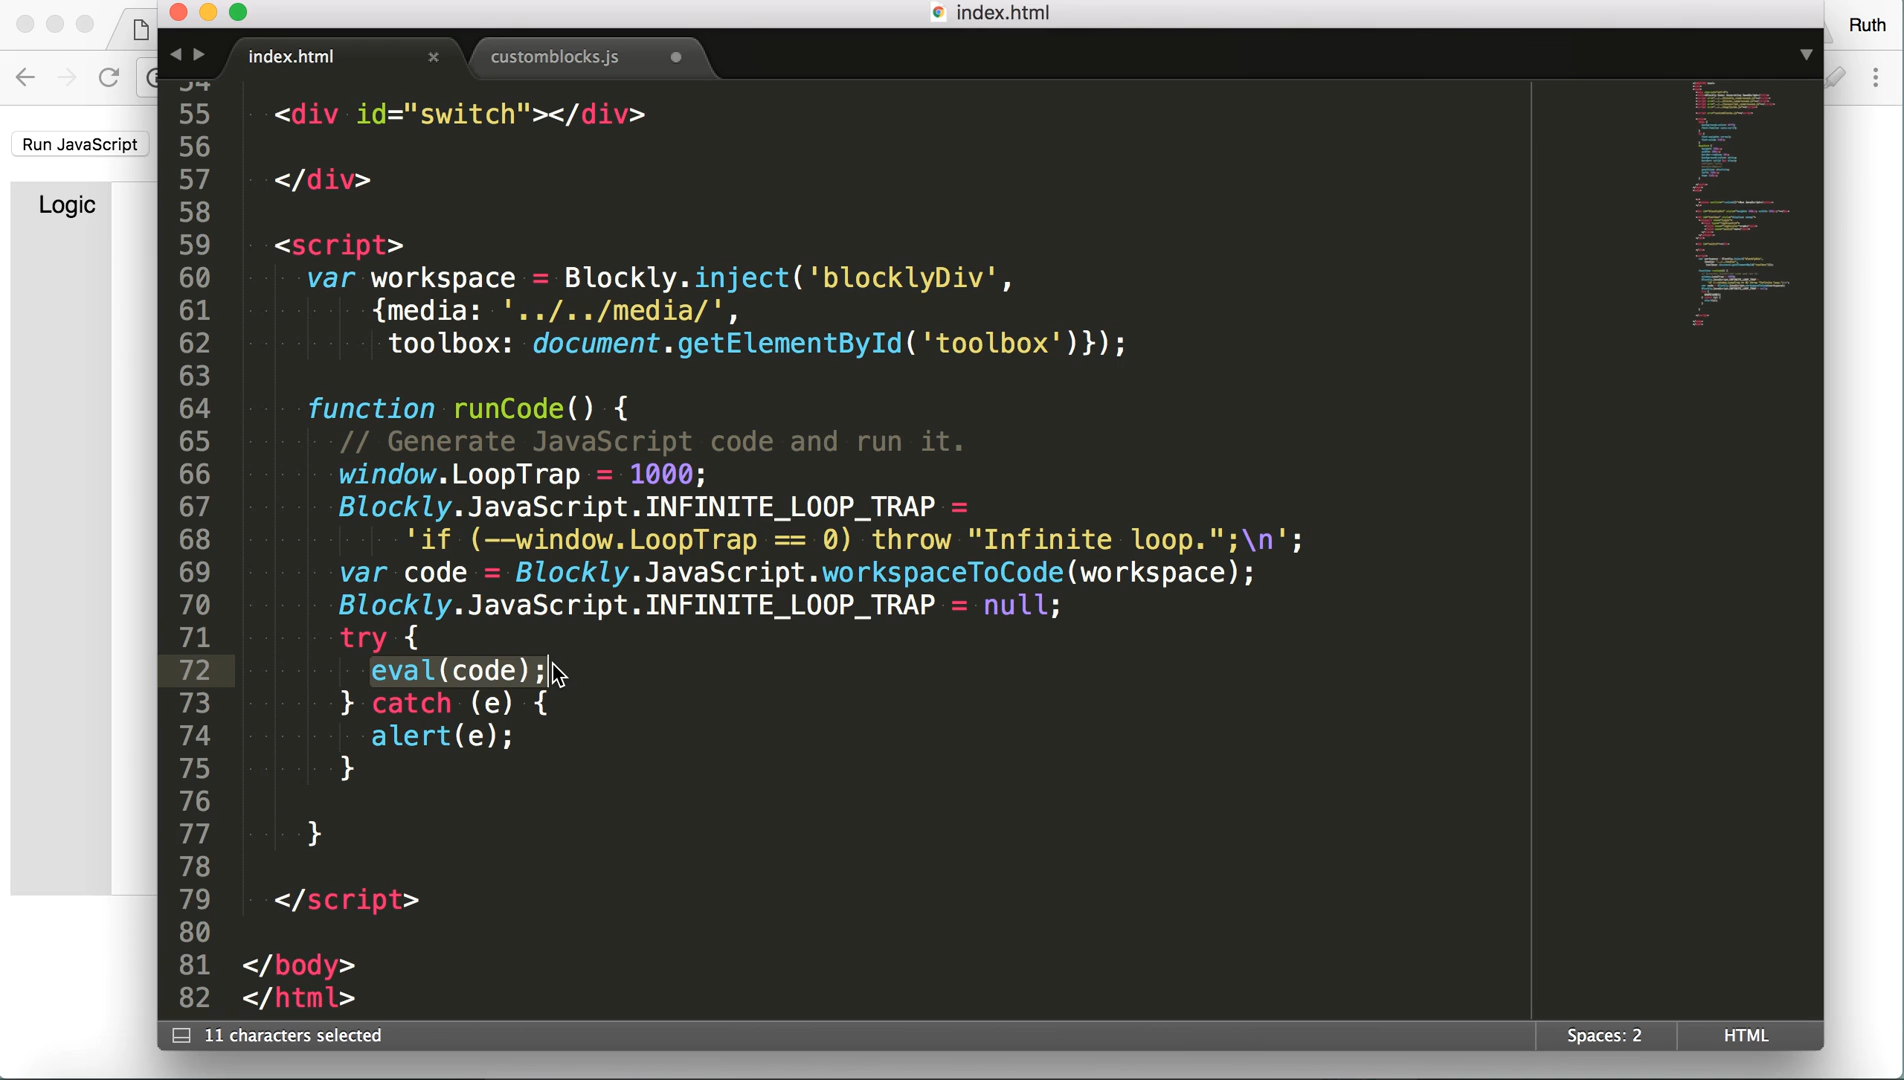 index.html
Ruth
index.html
customblocks.js
Run JavaScript
Logic
54
55 <div id="switch"></div>
56
57 </div>
58
59 <script>
60 var workspace = Blockly.inject('blocklyDiv',
61 {media: '../../media/',
62 toolbox: document.getElementById('toolbox')});
63
64 function runCode() {
65 // Generate JavaScript code and run it.
66 window.LoopTrap = 1000;
67 Blockly.JavaScript.INFINITE_LOOP_TRAP =
68 'if (--window.LoopTrap == 0) throw "Infinite loop.";\n';
69 var code = Blockly.JavaScript.workspaceToCode(workspace);
70 Blockly.JavaScript.INFINITE_LOOP_TRAP = null;
71 try {
72 eval(code);
73 } catch (e) {
74 alert(e);
75 }
76
77 }
78
79 </script>
80
81 </body>
82 </html>
11 characters selected
Spaces: 2
HTML